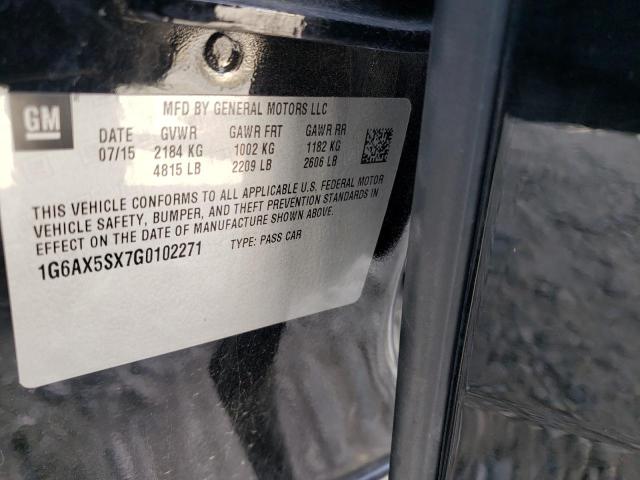 GM
MFD BY GENERAL MOTORS LLC
DATE GVWR GAWR FRT GAWR RR
07/15 2184 KG 1002 KG 1182 KG
4815 LB 2209 LB 2606 LB
THIS VEHICLE CONFORMS TO ALL APPLICABLE U.S. FEDERAL MOTOR
VEHICLE SAFETY, BUMPER, AND THEFT PREVENTION STANDARDS IN
EFFECT ON THE DATE OF MANUFACTURE SHOWN ABOVE.
1G6AX5SX7G0102271 TYPE: PASS CAR